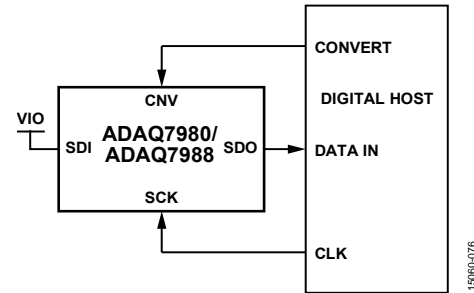 CONVERT
CNV
DIGITAL HOST
VIO
ADAQ7980/
SDI ADAQ7988 SDO DATA IN
SCK
CLK
15060-076